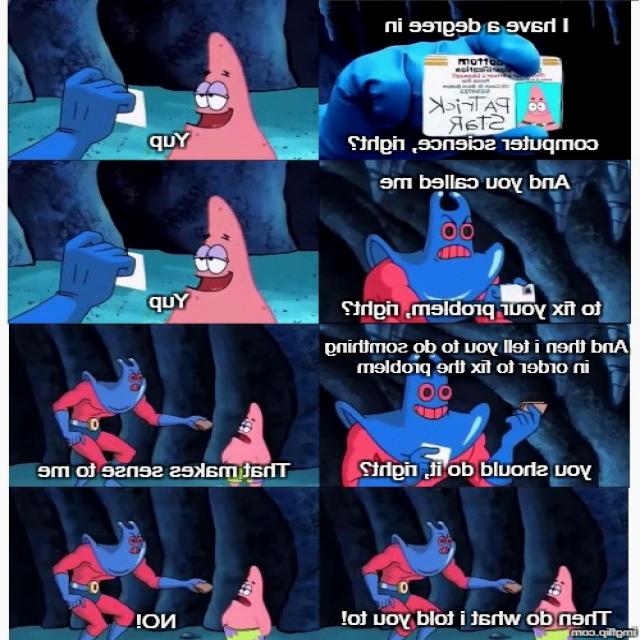 I have a degree in
PATRICK
STAR
computer science, right?
Yup
And you called me
to fix your problem, right?
Yup
And then i tell you to do somthing
in order to fix the problem
you should do it, right?
That makes sense to me
Then do what i told you to!
imgflip.com
NO!